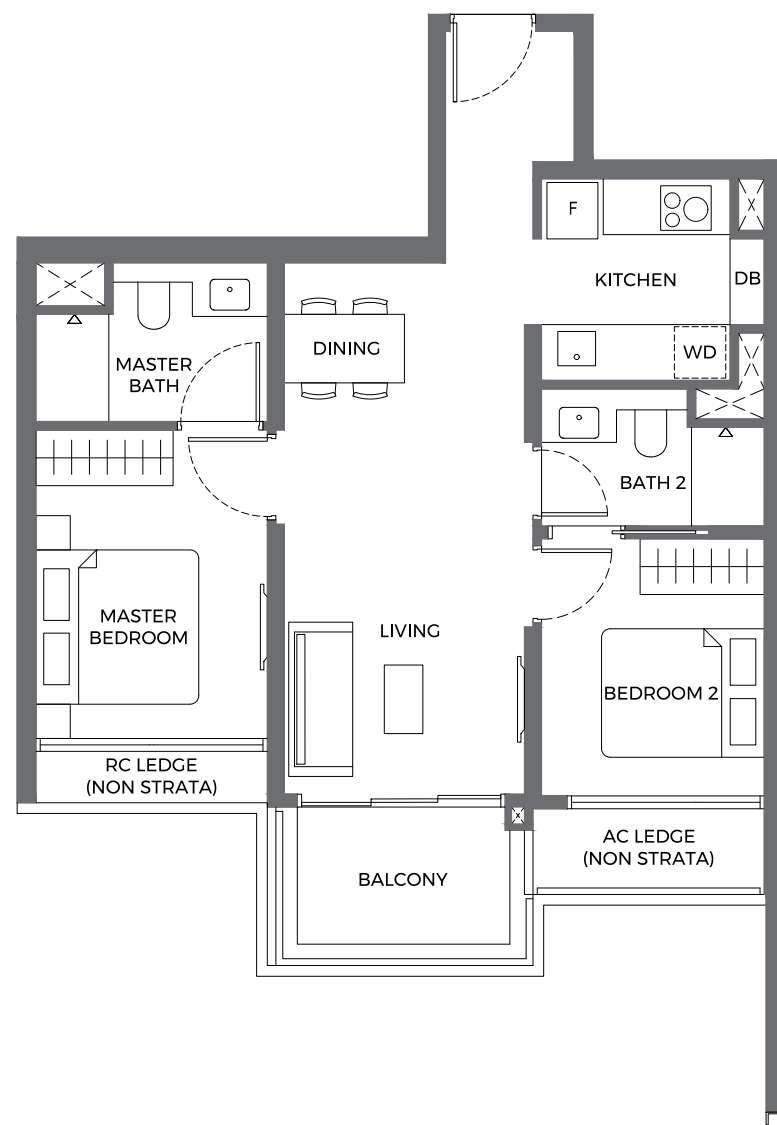 F
KITCHEN
DB
DINING
WD
MASTER
BATH
BATH 2
MASTER
BEDROOM
LIVING
BEDROOM 2
RC LEDGE
(NON STRATA)
AC LEDGE
(NON STRATA)
BALCONY